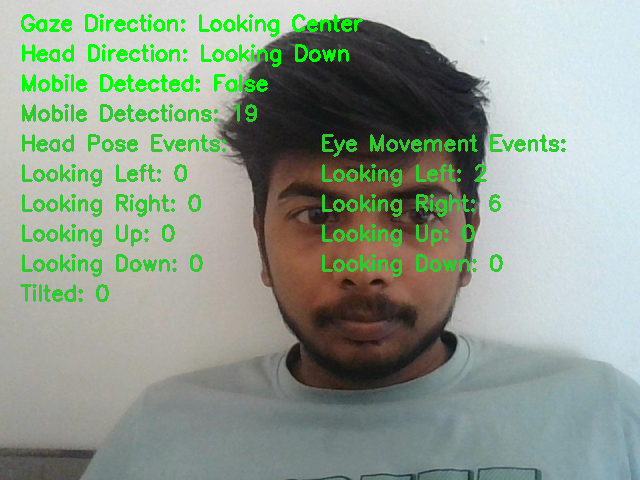 Gaze Direction: Looking Center
Head Direction: Looking Down
Mobile Detected: False
Mobile Detections: 19
Head Pose Events:
Looking Left: 0
Looking Right: 0
Looking Up: 0
Looking Down: 0
Tilted: 0
Eye Movement Events:
Looking Left: 2
Looking Right: 6
Looking Up: 0
Looking Down: 0